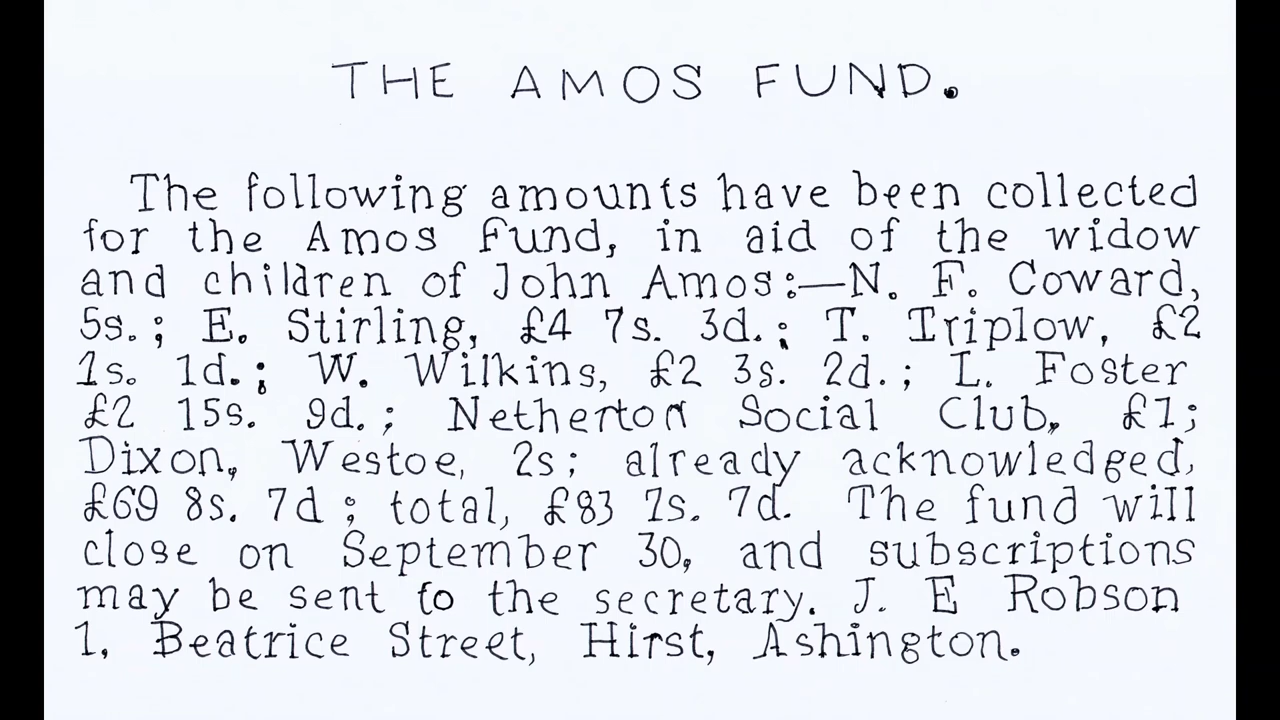 THE AMOS FUND.
The following amounts have been collected
for the Amos Fund, in aid of the widow
and children of John Amos:—N. F. Coward,
5s.; E. Stirling, £4 7s. 3d.; T. Triplow, £2
1s. 1d.; W. Wilkins, £2 3s. 2d.; L. Foster
£2 15s. 9d.; Netherton Social Club, £1;
Dixon, Westoe, 2s; already acknowledged,
£69 8s. 7d; total, £83 2s. 7d. The fund will
close on September 30, and subscriptions
may be sent to the secretary. J. E Robson
1, Beatrice Street, Hirst, Ashington.